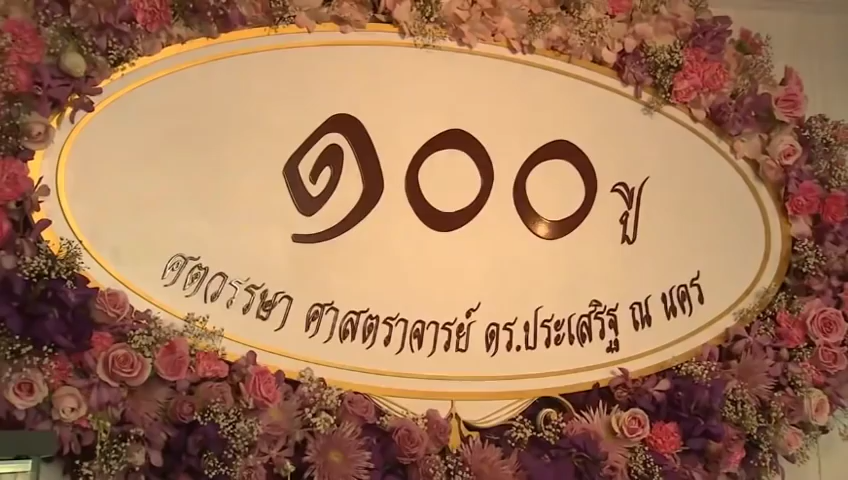 ๑๐๐ ปี
ศตวรรษา ศาสตราจารย์ ดร.ประเสริฐ ณ นคร